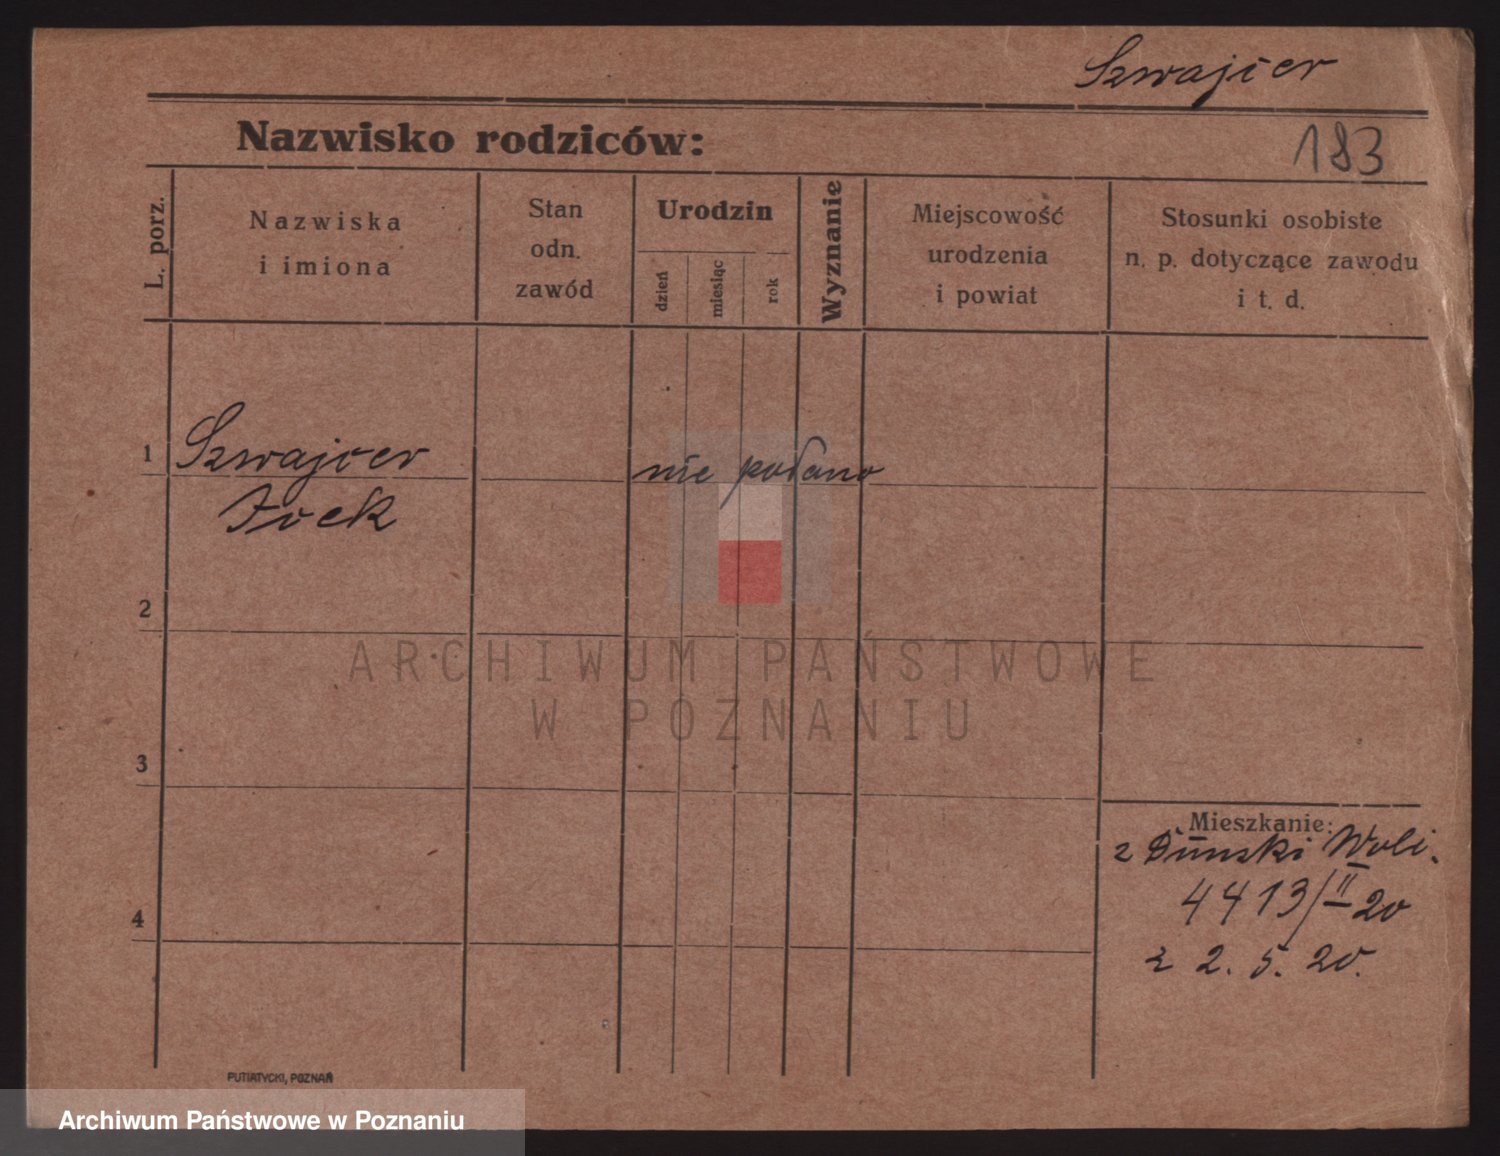 Szwajcer
Nazwisko rodziców:
183
L. porz.
Nazwiska
i imiona
Stan
odn.
zawód
Urodzin
dzień
miesiąc
rok
Wyznanie
Miejscowość
urodzenia
i powiat
Stosunki osobiste
n. p. dotyczące zawodu
i t. d.
1
Szwajcer
nie podano
Icek
2
ARCHIWUM PAŃSTWOWE
W POZNANIU
3
Mieszkanie:
z Dunski Woli.
4413/II 20
4
z 2. 5. 20.
PUTIATYCKI, POZNAŃ
Archiwum Państwowe w Poznaniu